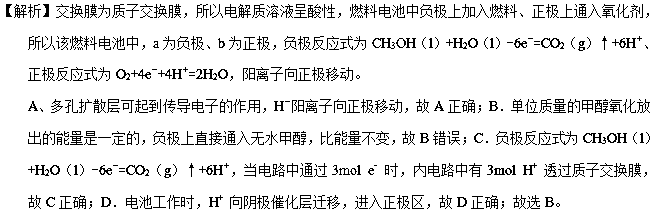 【解析】交换膜为质子交换膜，所以电解质溶液呈酸性，燃料电池中负极上加入燃料、正极上通入氧化剂，
所以该燃料电池中，a为负极、b为正极，负极反应式为 CH₃OH（l）+H₂O（l）-6e⁻=CO₂（g）↑+6H⁺、
正极反应式为 O₂+4e⁻+4H⁺=2H₂O，阳离子向正极移动。
A、多孔扩散层可起到传导电子的作用，H⁺阳离子向正极移动，故 A 正确；B．单位质量的甲醇氧化放
出的能量是一定的，负极上直接通入无水甲醇，比能量不变，故 B 错误；C．负极反应式为 CH₃OH（l）
+H₂O（l）-6e⁻=CO₂（g）↑+6H⁺，当电路中通过 3mol e⁻ 时，内电路中有 3mol H⁺ 透过质子交换膜，
故 C 正确；D．电池工作时，H⁺ 向阴极催化层迁移，进入正极区，故 D 正确；故选 B。